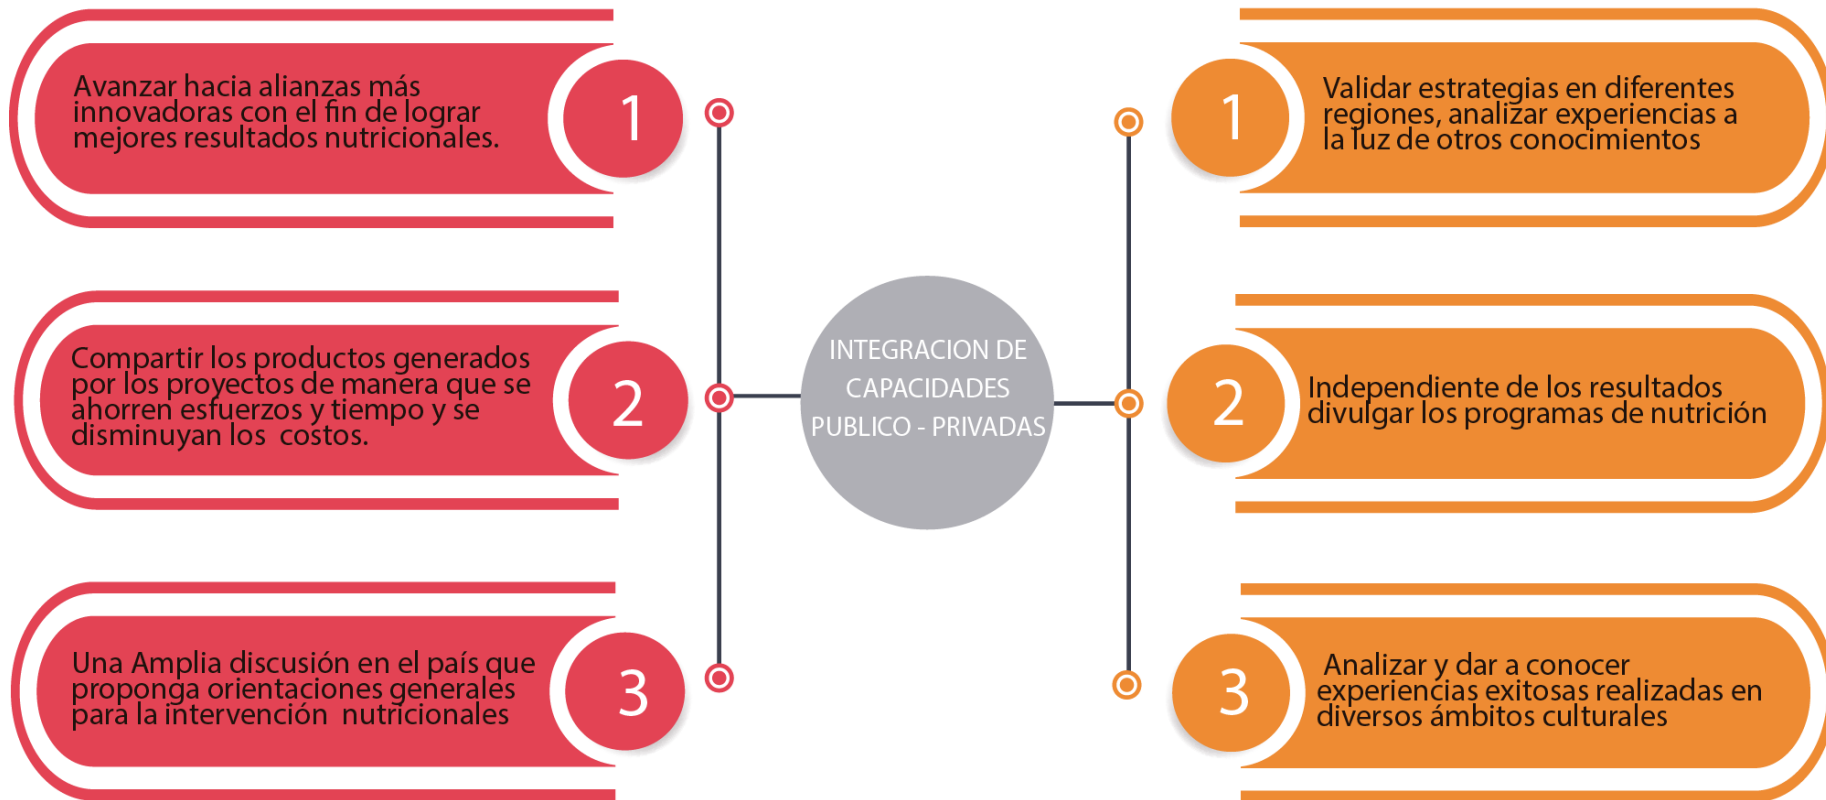 Avanzar hacia alianzas más
innovadoras con el fin de lograr
mejores resultados nutricionales.
1
Compartir los productos generados
por los proyectos de manera que se
ahorren esfuerzos y tiempo y se
disminuyan los  costos.
2
Una Amplia discusión en el país que
proponga orientaciones generales
para la intervención  nutricionales
3
INTEGRACION DE
CAPACIDADES
PUBLICO - PRIVADAS
1
Validar estrategias en diferentes
regiones, analizar experiencias a
la luz de otros conocimientos
2
Independiente de los resultados
divulgar los programas de nutrición
3
Analizar y dar a conocer
experiencias exitosas realizadas en
diversos ámbitos culturales